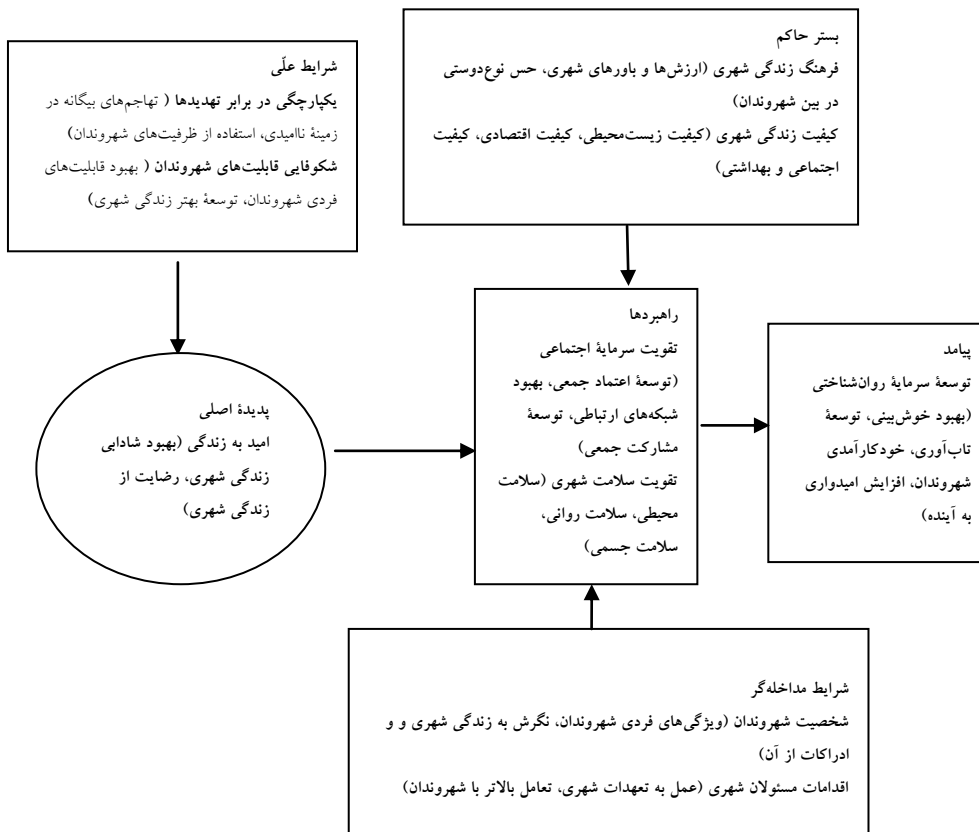 شرایط علّی
یکپارچگی در برابر تهدیدها ( تهاجم‌های بیگانه در
زمینهٔ ناامیدی، استفاده از ظرفیت‌های شهروندان)
شکوفایی قابلیت‌های شهروندان ( بهبود قابلیت‌های
فردی شهروندان، توسعهٔ بهتر زندگی شهری)
بستر حاکم
فرهنگ زندگی شهری (ارزش‌ها و باورهای شهری، حس نوع‌دوستی
در بین شهروندان)
کیفیت زندگی شهری (کیفیت زیست‌محیطی، کیفیت اقتصادی، کیفیت
اجتماعی و بهداشتی)
پدیدهٔ اصلی
امید به زندگی (بهبود شادابی
زندگی شهری، رضایت از
زندگی شهری)
راهبردها
تقویت سرمایهٔ اجتماعی
(توسعهٔ اعتماد جمعی، بهبود
شبکه‌های ارتباطی، توسعهٔ
مشارکت جمعی)
تقویت سلامت شهری (سلامت
محیطی، سلامت روانی،
سلامت جسمی)
پیامد
توسعهٔ سرمایهٔ روان‌شناختی
(بهبود خوش‌بینی، توسعهٔ
تاب‌آوری، خودکارآمدی
شهروندان، افزایش امیدواری
به آینده)
شرایط مداخله‌گر
شخصیت شهروندان (ویژگی‌های فردی شهروندان، نگرش به زندگی شهری و و
ادراکات از آن)
اقدامات مسئولان شهری (عمل به تعهدات شهری، تعامل بالاتر با شهروندان)